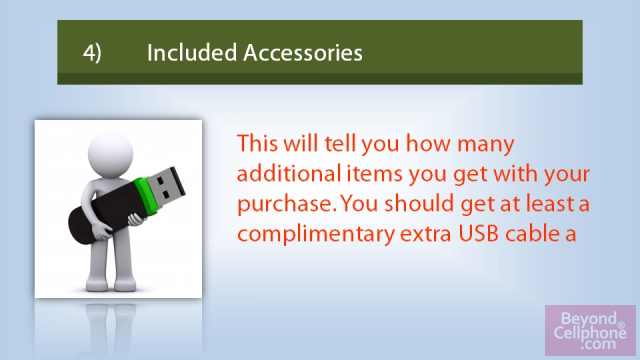 4) Included Accessories
This will tell you how many
additional items you get with your
purchase. You should get at least a
complimentary extra USB cable a
Beyond
Cellphone®
.com